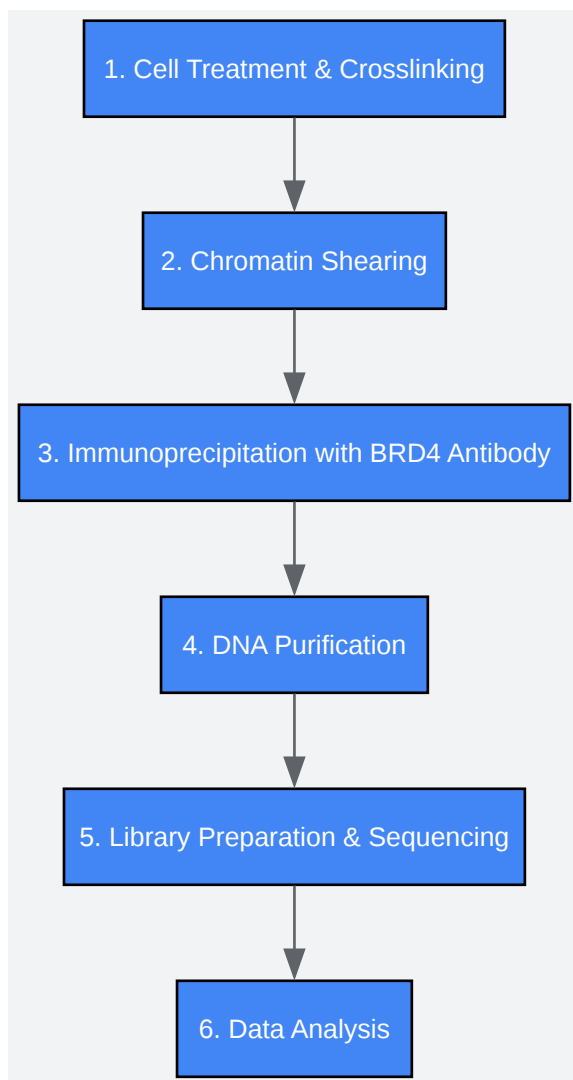 1. Cell Treatment & Crosslinking
2. Chromatin Shearing
3. Immunoprecipitation with BRD4 Antibody
4. DNA Purification
5. Library Preparation & Sequencing
6. Data Analysis